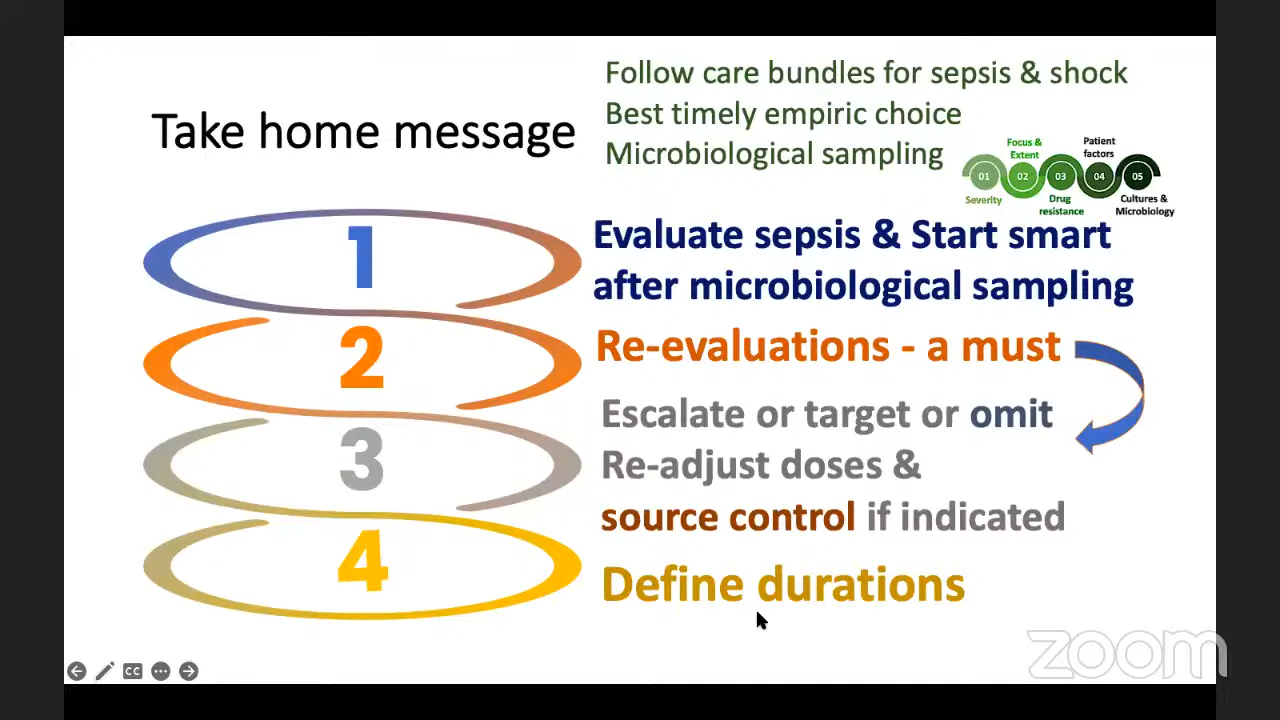 Take home message
Follow care bundles for sepsis & shock
Best timely empiric choice
Microbiological sampling
Focus &
Extent
Patient
factors
01
02
03
04
05
Severity
Drug
resistance
Cultures &
Microbiology
1
Evaluate sepsis & Start smart
after microbiological sampling
2
Re-evaluations - a must
3
Escalate or target or omit
Re-adjust doses &
source control if indicated
4
Define durations
CC
zoom